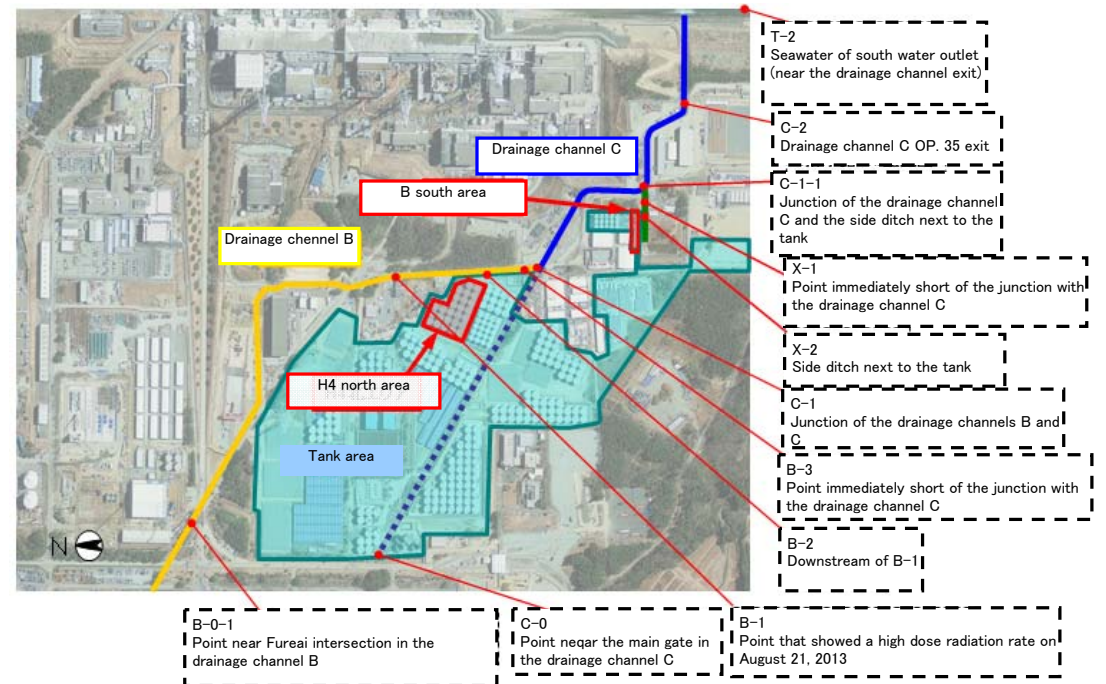 T-2
Seawater of south water outlet
(near the drainage channel exit)
C-2
Drainage channel C OP. 35 exit
Drainage channel C
C-1-1
Junction of the drainage channel
C and the side ditch next to the
tank
B south area
Drainage chennel B
X-1
Point immediately short of the junction with
the drainage channel C
X-2
Side ditch next to the tank
H4 north area
C-1
Junction of the drainage channels B and
C
Tank area
B-3
Point immediately short of the junction with
the drainage channel C
N
B-2
Downstream of B-1
B-0-1
Point near Fureai intersection in the
drainage channel B
C-0
Point neqar the main gate in
the drainage channel C
B-1
Point that showed a high dose radiation rate on
August 21, 2013